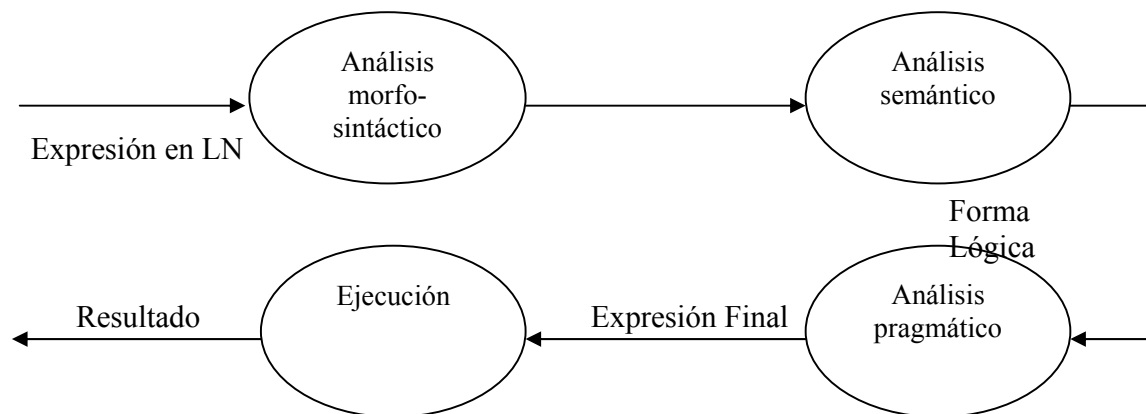 Análisis
morfo-
sintáctico
Análisis
semántico
Expresión en LN
Forma
Lógica
Análisis
pragmático
Expresión Final
Ejecución
Resultado